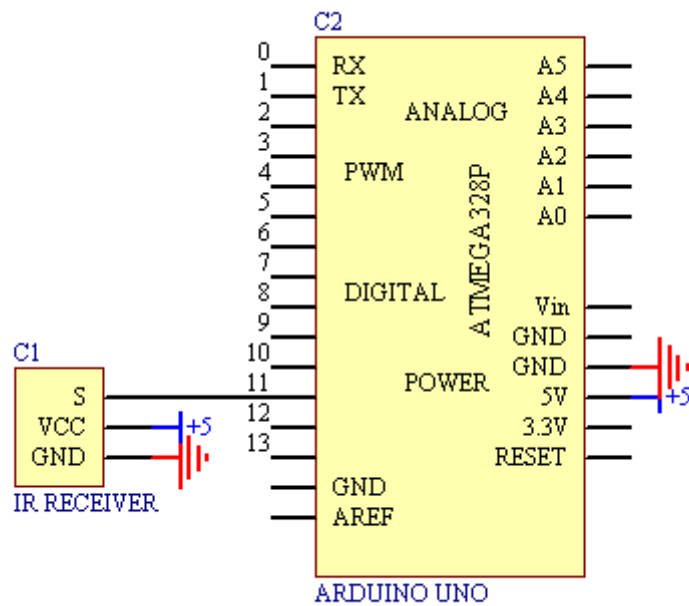 C2
0 RX A5
1 TX A4
2 ANALOG A3
3 PWM A2
4 A1
5 A0
6
7 DIGITAL
8 Vin
9 GND
10 GND
11 POWER 5V +5
12 3.3V
13 RESET
GND
AREF
ATMEGA328P
ARDUINO UNO
C1
S
VCC +5
GND
IR RECEIVER